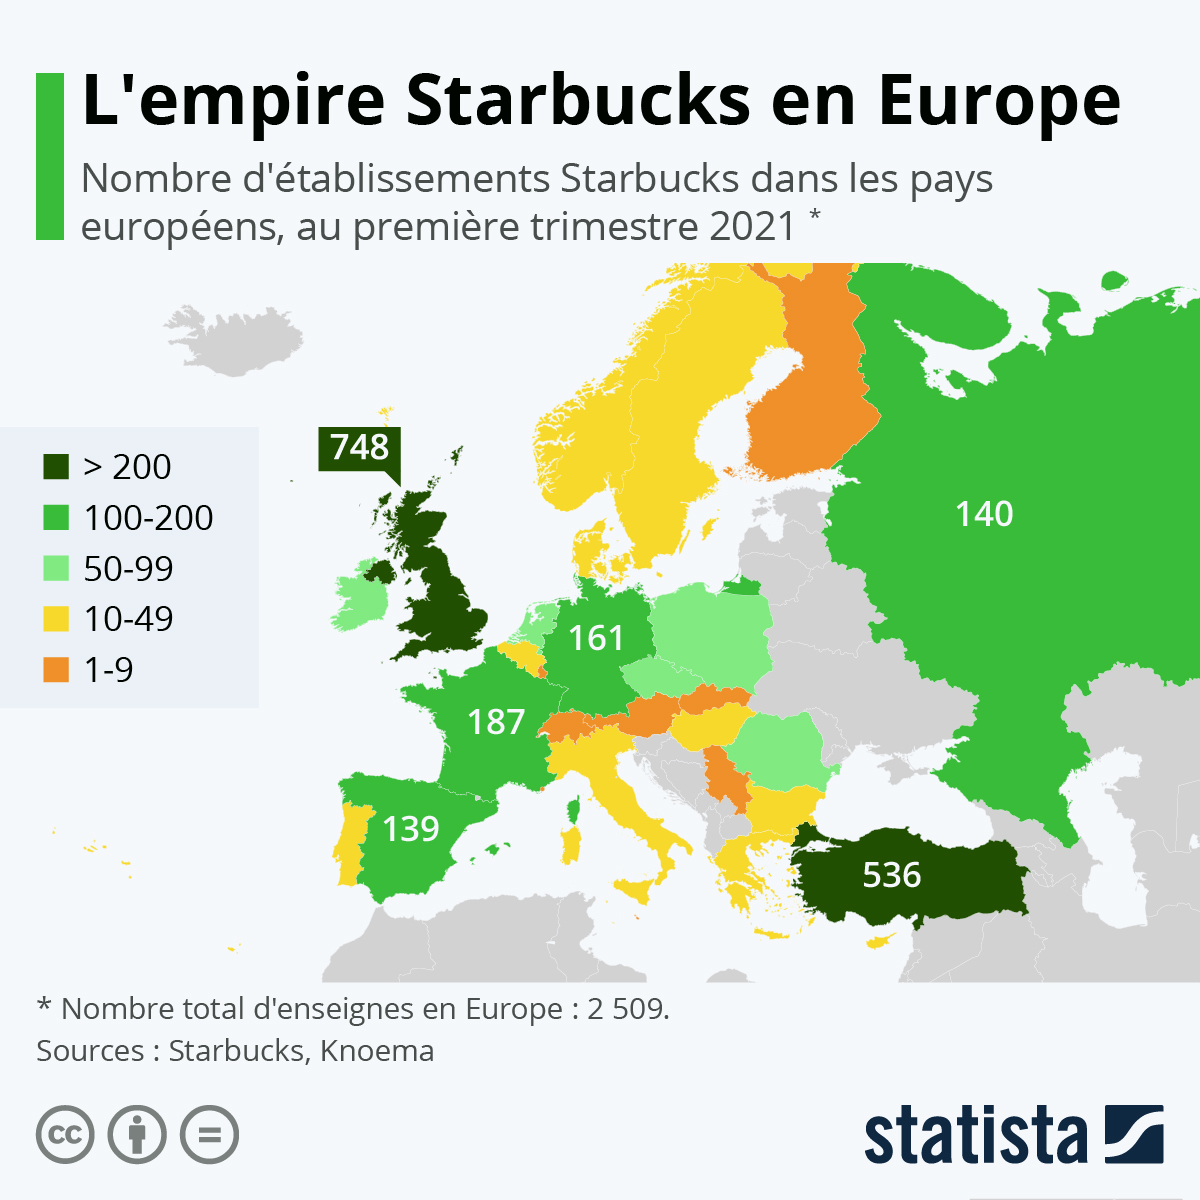 L'empire Starbucks en Europe
Nombre d'établissements Starbucks dans les pays
européens, au première trimestre 2021 *
748
> 200
100-200
50-99
10-49
1-9
140
161
187
139
536
* Nombre total d'enseignes en Europe : 2 509.
Sources : Starbucks, Knoema
cc
statista